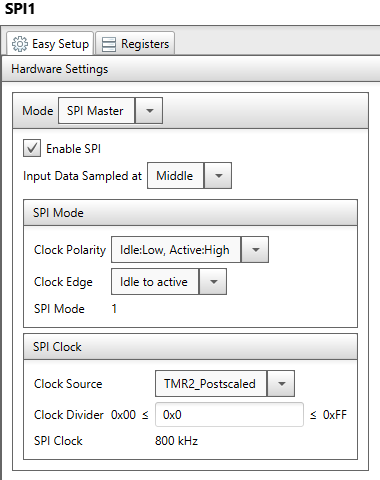 SPI1
Easy Setup Registers
Hardware Settings
Mode SPI Master
Enable SPI
Input Data Sampled at Middle
SPI Mode
Clock Polarity Idle:Low, Active:High
Clock Edge Idle to active
SPI Mode 1
SPI Clock
Clock Source TMR2_Postscaled
Clock Divider 0x00 ≤ 0x0 ≤ 0xFF
SPI Clock 800 kHz